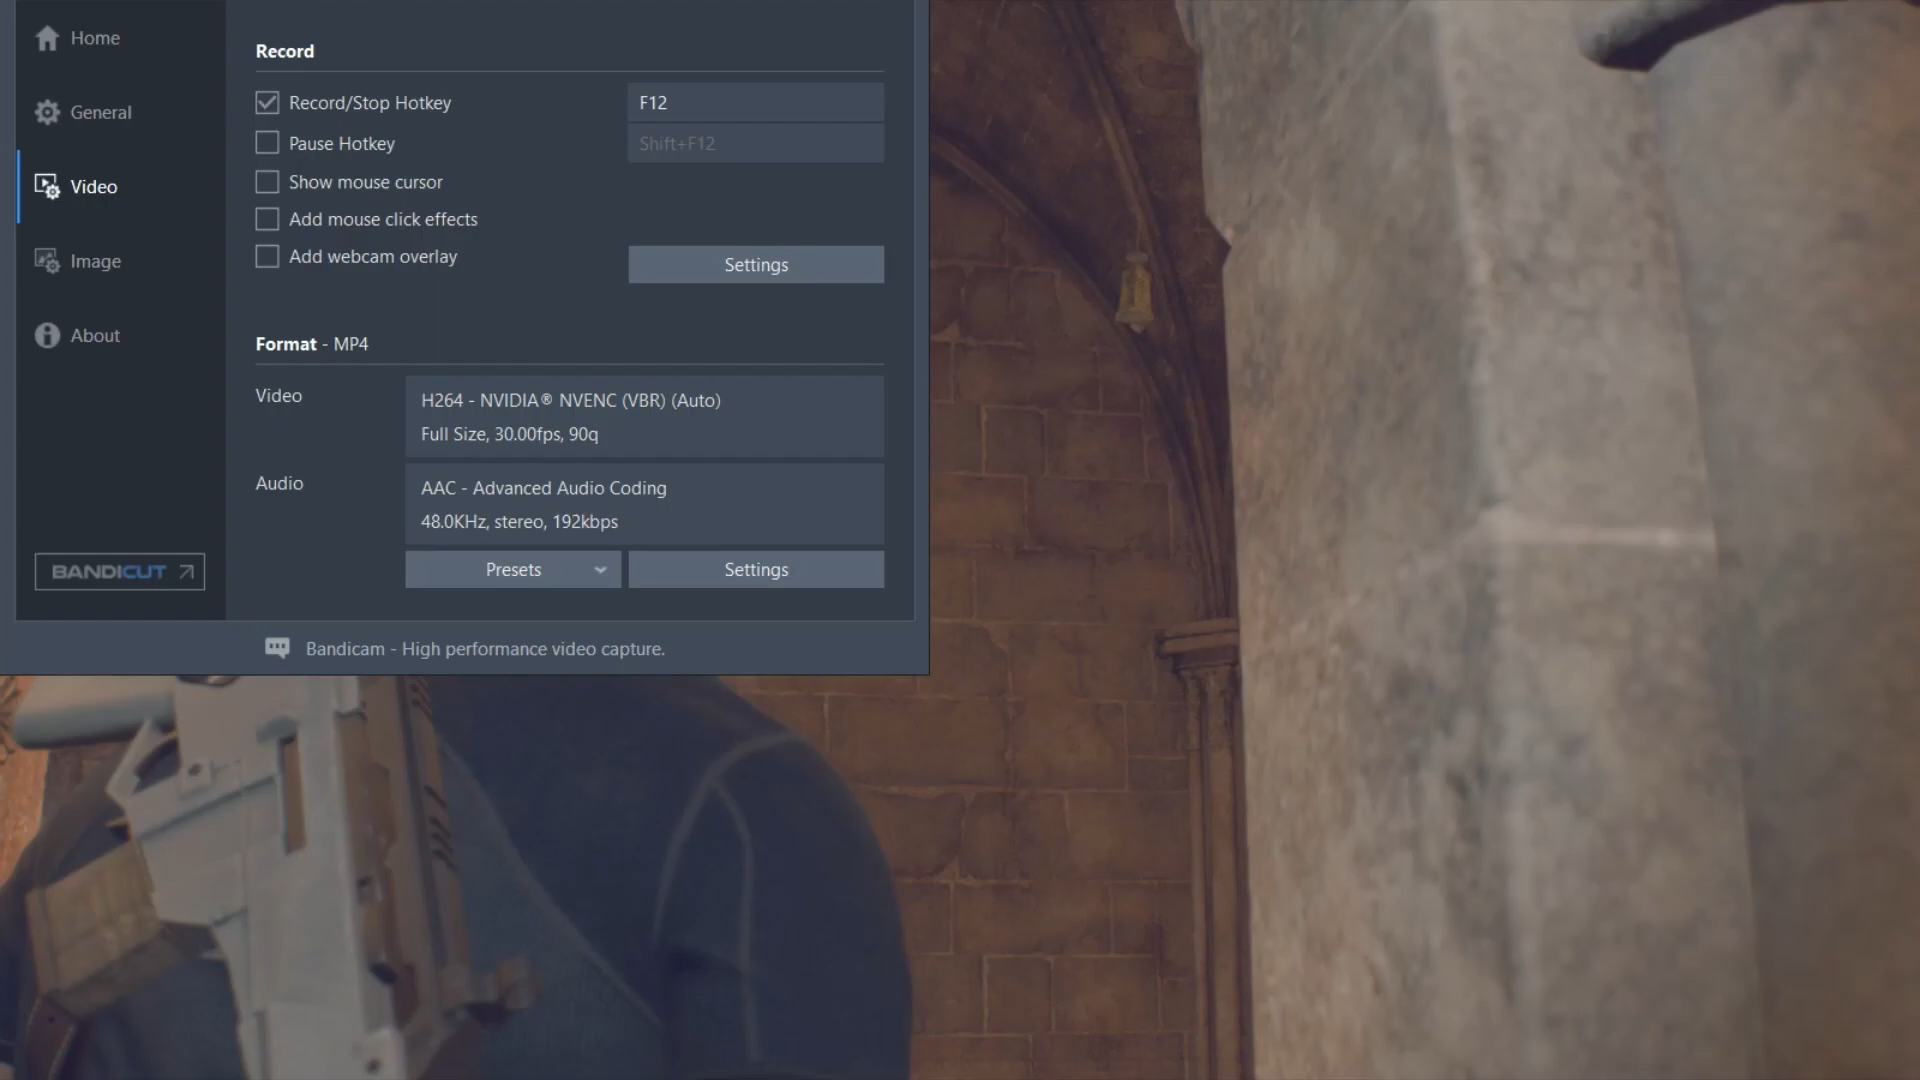 Home
General
Video
Image
About
BANDICUT
Record
Record/Stop Hotkey
F12
Pause Hotkey
Shift+F12
Show mouse cursor
Add mouse click effects
Add webcam overlay
Settings
Format - MP4
Video
H264 - NVIDIA® NVENC (VBR) (Auto)
Full Size, 30.00fps, 90q
Audio
AAC - Advanced Audio Coding
48.0KHz, stereo, 192kbps
Presets
Settings
Bandicam - High performance video capture.